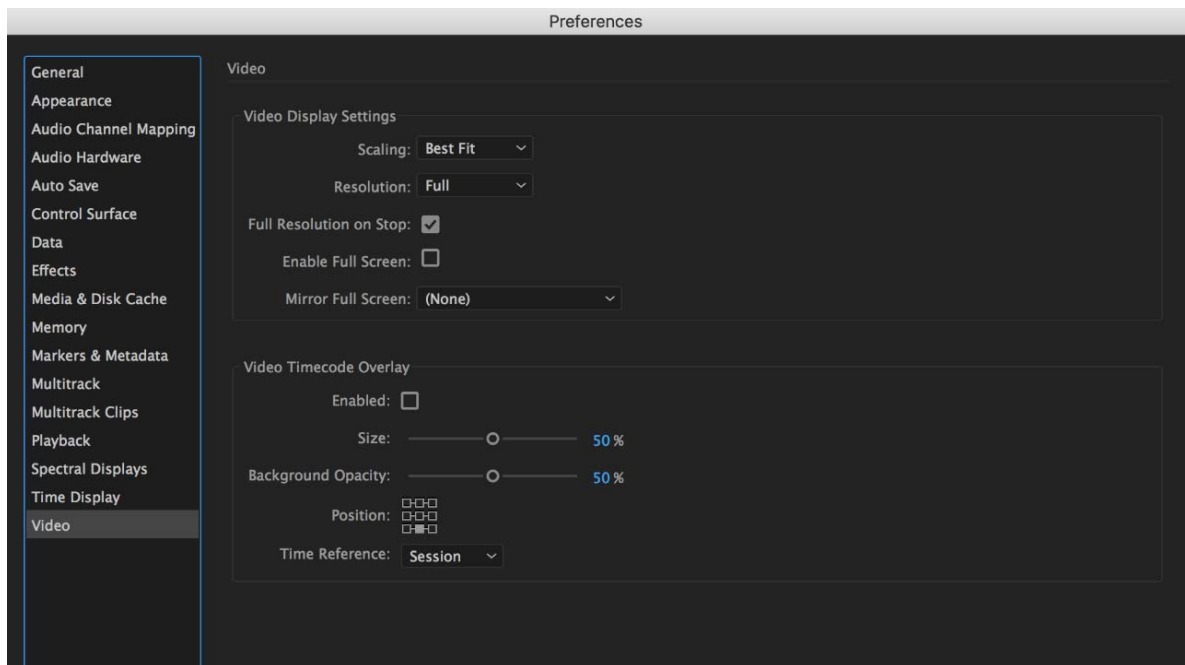 Preferences
General
Appearance
Audio Channel Mapping
Audio Hardware
Auto Save
Control Surface
Data
Effects
Media & Disk Cache
Memory
Markers & Metadata
Multitrack
Multitrack Clips
Playback
Spectral Displays
Time Display
Video
Video
Video Display Settings
Scaling: Best Fit
Resolution: Full
Full Resolution on Stop:
Enable Full Screen:
Mirror Full Screen: (None)
Video Timecode Overlay
Enabled:
Size: 50 %
Background Opacity: 50 %
Position:
Time Reference: Session